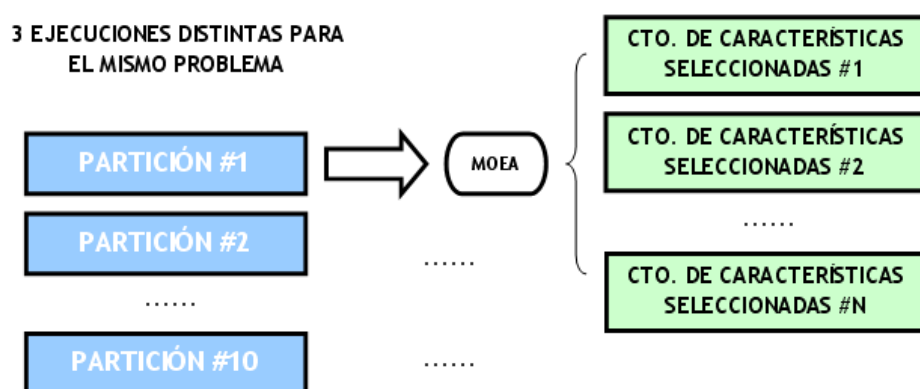 3 EJECUCIONES DISTINTAS PARA
EL MISMO PROBLEMA
PARTICIÓN #1
PARTICIÓN #2
......
PARTICIÓN #10
MOEA
......
......
CTO. DE CARACTERÍSTICAS
SELECCIONADAS #1
CTO. DE CARACTERÍSTICAS
SELECCIONADAS #2
......
CTO. DE CARACTERÍSTICAS
SELECCIONADAS #N